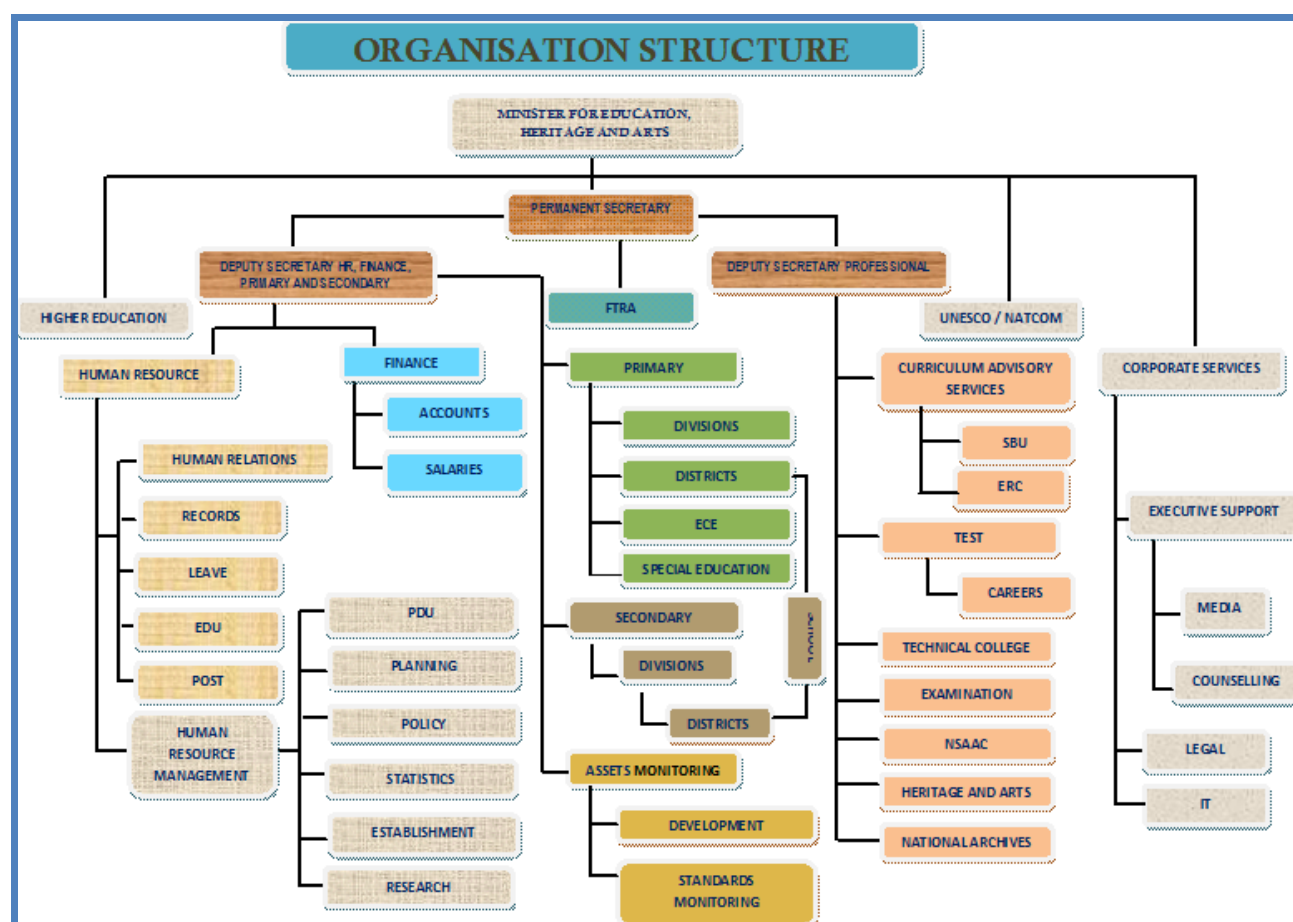 ORGANISATION STRUCTURE
MINISTER FOR EDUCATION,
HERITAGE AND ARTS
PERMANENT SECRETARY
DEPUTY SECRETARY HR, FINANCE,
PRIMARY AND SECONDARY
DEPUTY SECRETARY PROFESSIONAL
HIGHER EDUCATION
FTRA
UNESCO / NATCOM
HUMAN RESOURCE
FINANCE
ACCOUNTS
SALARIES
HUMAN RELATIONS
RECORDS
LEAVE
EDU
POST
HUMAN
RESOURCE
MANAGEMENT
PDU
PLANNING
POLICY
STATISTICS
ESTABLISHMENT
RESEARCH
PRIMARY
DIVISIONS
DISTRICTS
ECE
SPECIAL EDUCATION
SECONDARY
DIVISIONS
DISTRICTS
SCHOOL
ASSETS MONITORING
DEVELOPMENT
STANDARDS
MONITORING
CURRICULUM ADVISORY
SERVICES
SBU
ERC
TEST
CAREERS
TECHNICAL COLLEGE
EXAMINATION
NSAAC
HERITAGE AND ARTS
NATIONAL ARCHIVES
CORPORATE SERVICES
EXECUTIVE SUPPORT
MEDIA
COUNSELLING
LEGAL
IT